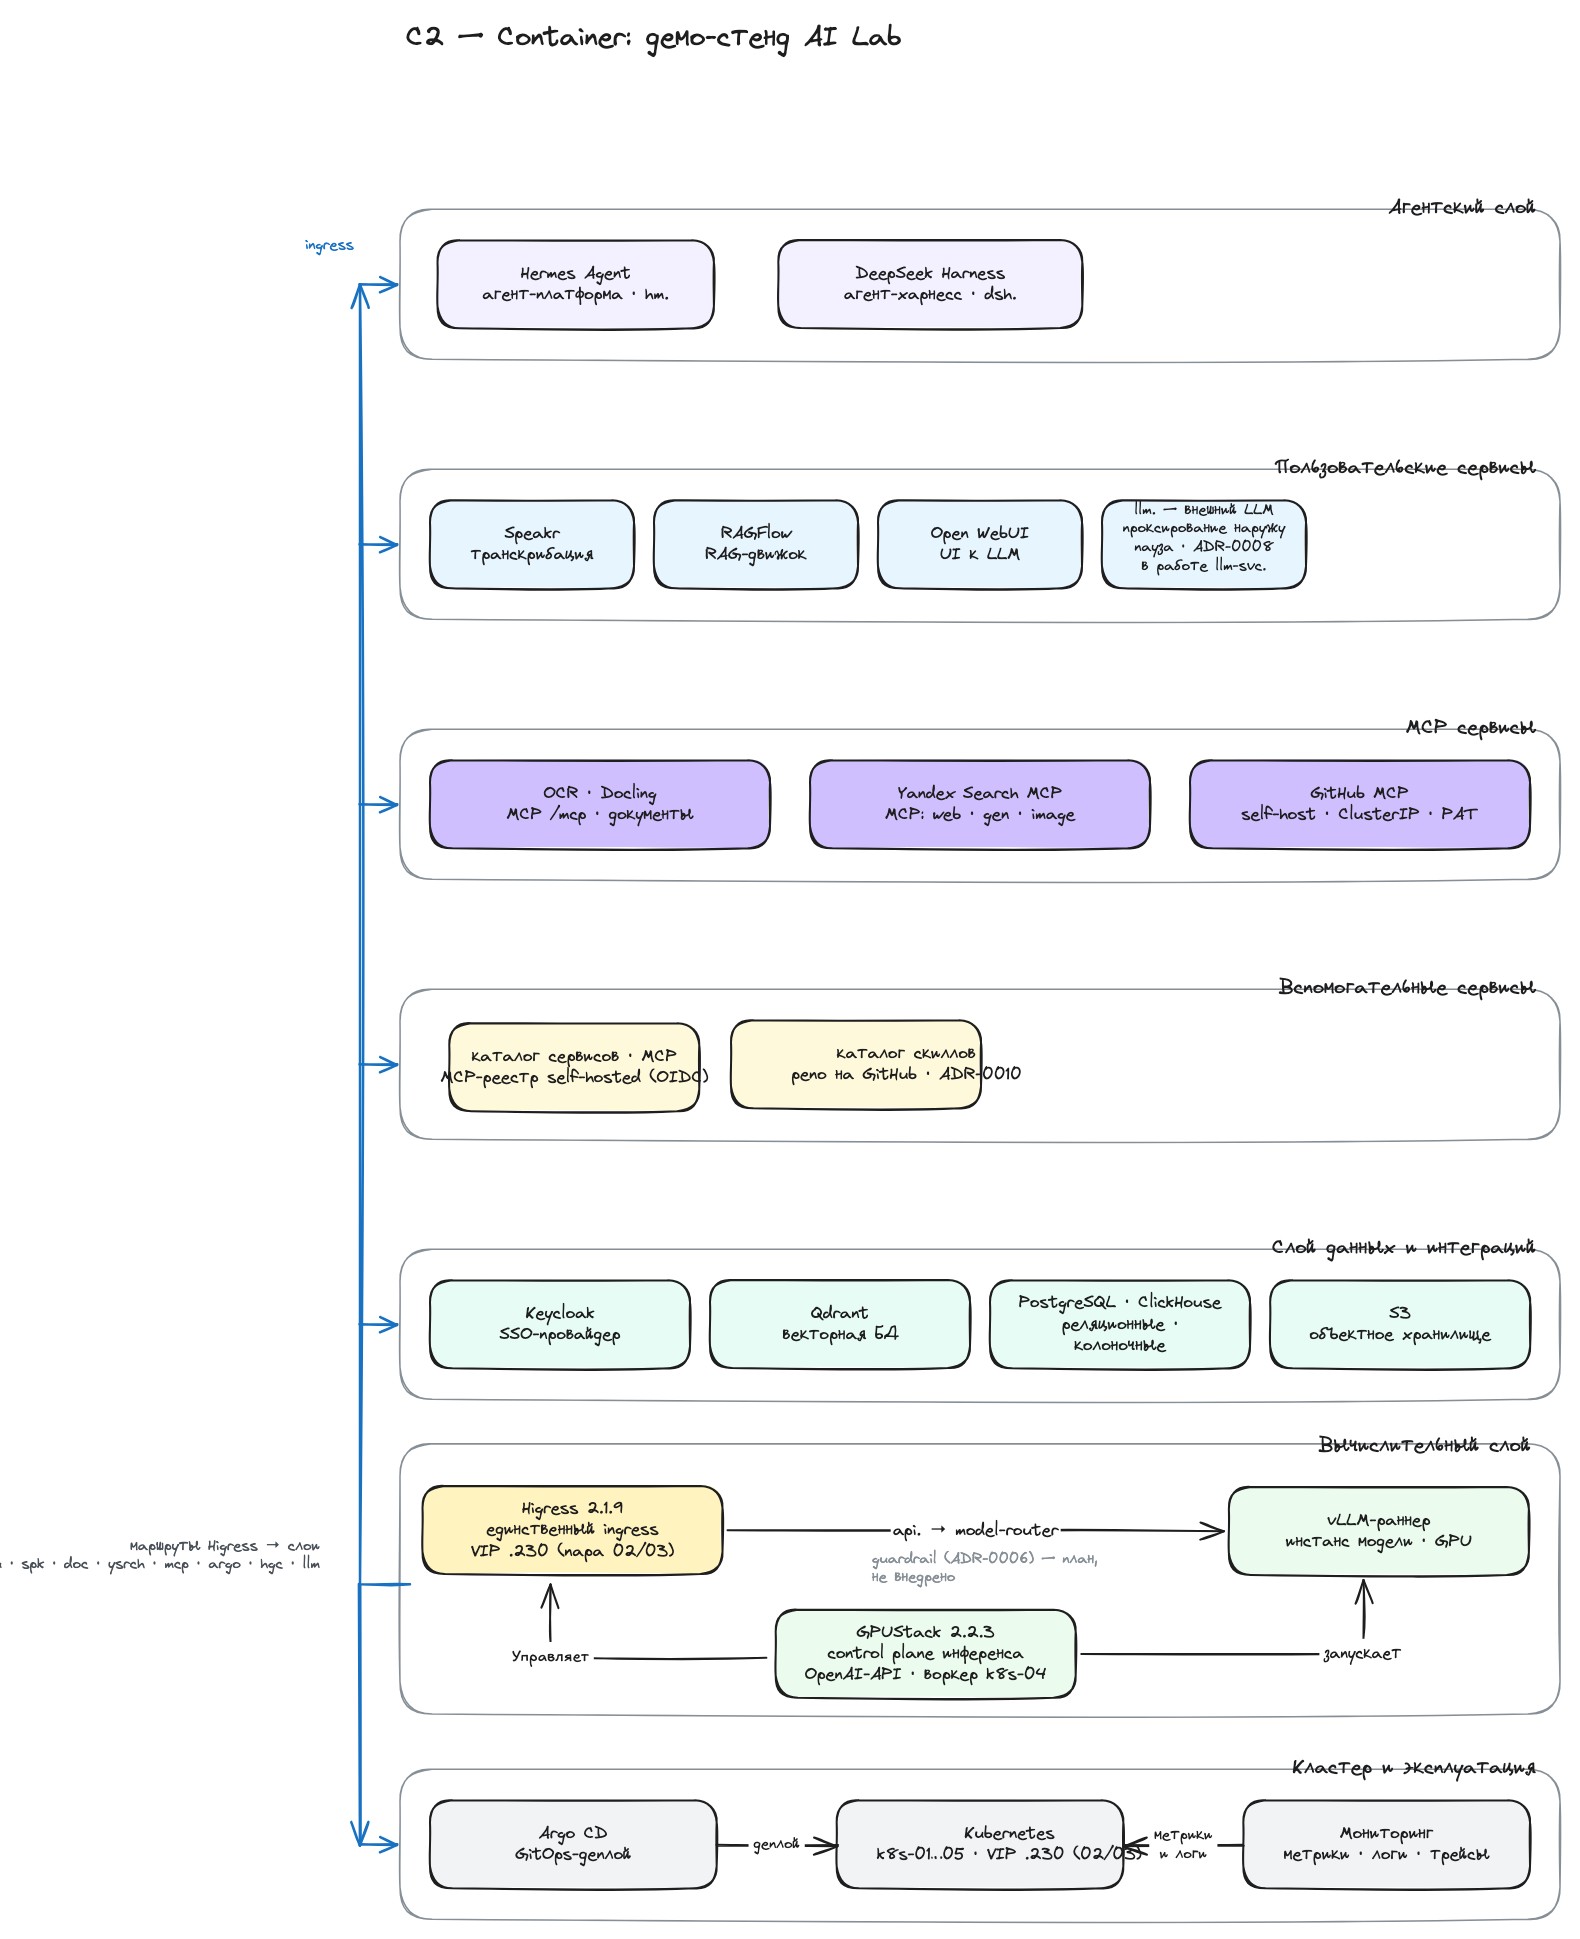 C2 — Container: демо-стенд AI Lab
Агентский слой
ingress
Hermes Agent
агент-платформа · hm.
DeepSeek Harness
агент-харнесс · dsh.
Пользовательские сервисы
Speakr
транскрибация
RAGFlow
RAG-движок
Open WebUI
UI к LLM
llm. → внешний LLM
проксирование наружу
пауза · ADR-0008
в работе llm-svc.
MCP сервисы
OCR · Docling
MCP /mcp · документы
Yandex Search MCP
MCP: web · gen · image
GitHub MCP
self-host · ClusterIP · PAT
Вспомогательные сервисы
каталог сервисов · MCP
MCP-реестр self-hosted (OIDC)
каталог скиллов
репо на GitHub · ADR-0010
Слой данных и интеграций
Keycloak
SSO-провайдер
Qdrant
векторная БД
PostgreSQL · ClickHouse
реляционные ·
колоночные
S3
объектное хранилище
Вычислительный слой
Higress 2.1.9
единственный ingress
VIP .230 (пара 02/03)
api. → model-router
guardrail (ADR-0006) — план,
не внедрено
vLLM-раннер
инстанс модели · GPU
маршруты Higress → слои
· spk · doc · ysrch · mcp · argo · hgc · llm
Управляет
GPUStack 2.2.3
control plane инференса
OpenAI-API · воркер k8s-04
запускает
Кластер и эксплуатация
Argo CD
GitOps-деплой
деплой
Kubernetes
k8s-01…05 · VIP .230 (02/03)
метрики
и логи
Мониторинг
метрики · логи · трейсы